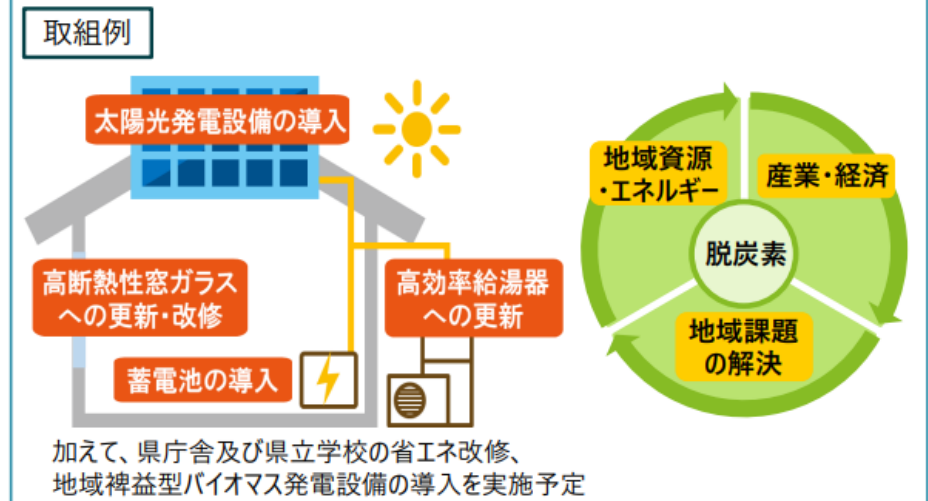 取組例
太陽光発電設備の導入
高断熱性窓ガラス
への更新・改修
高効率給湯器
への更新
蓄電池の導入
地域資源
・エネルギー
産業・経済
脱炭素
地域課題
の解決
加えて、県庁舎及び県立学校の省エネ改修、
地域裨益型バイオマス発電設備の導入を実施予定